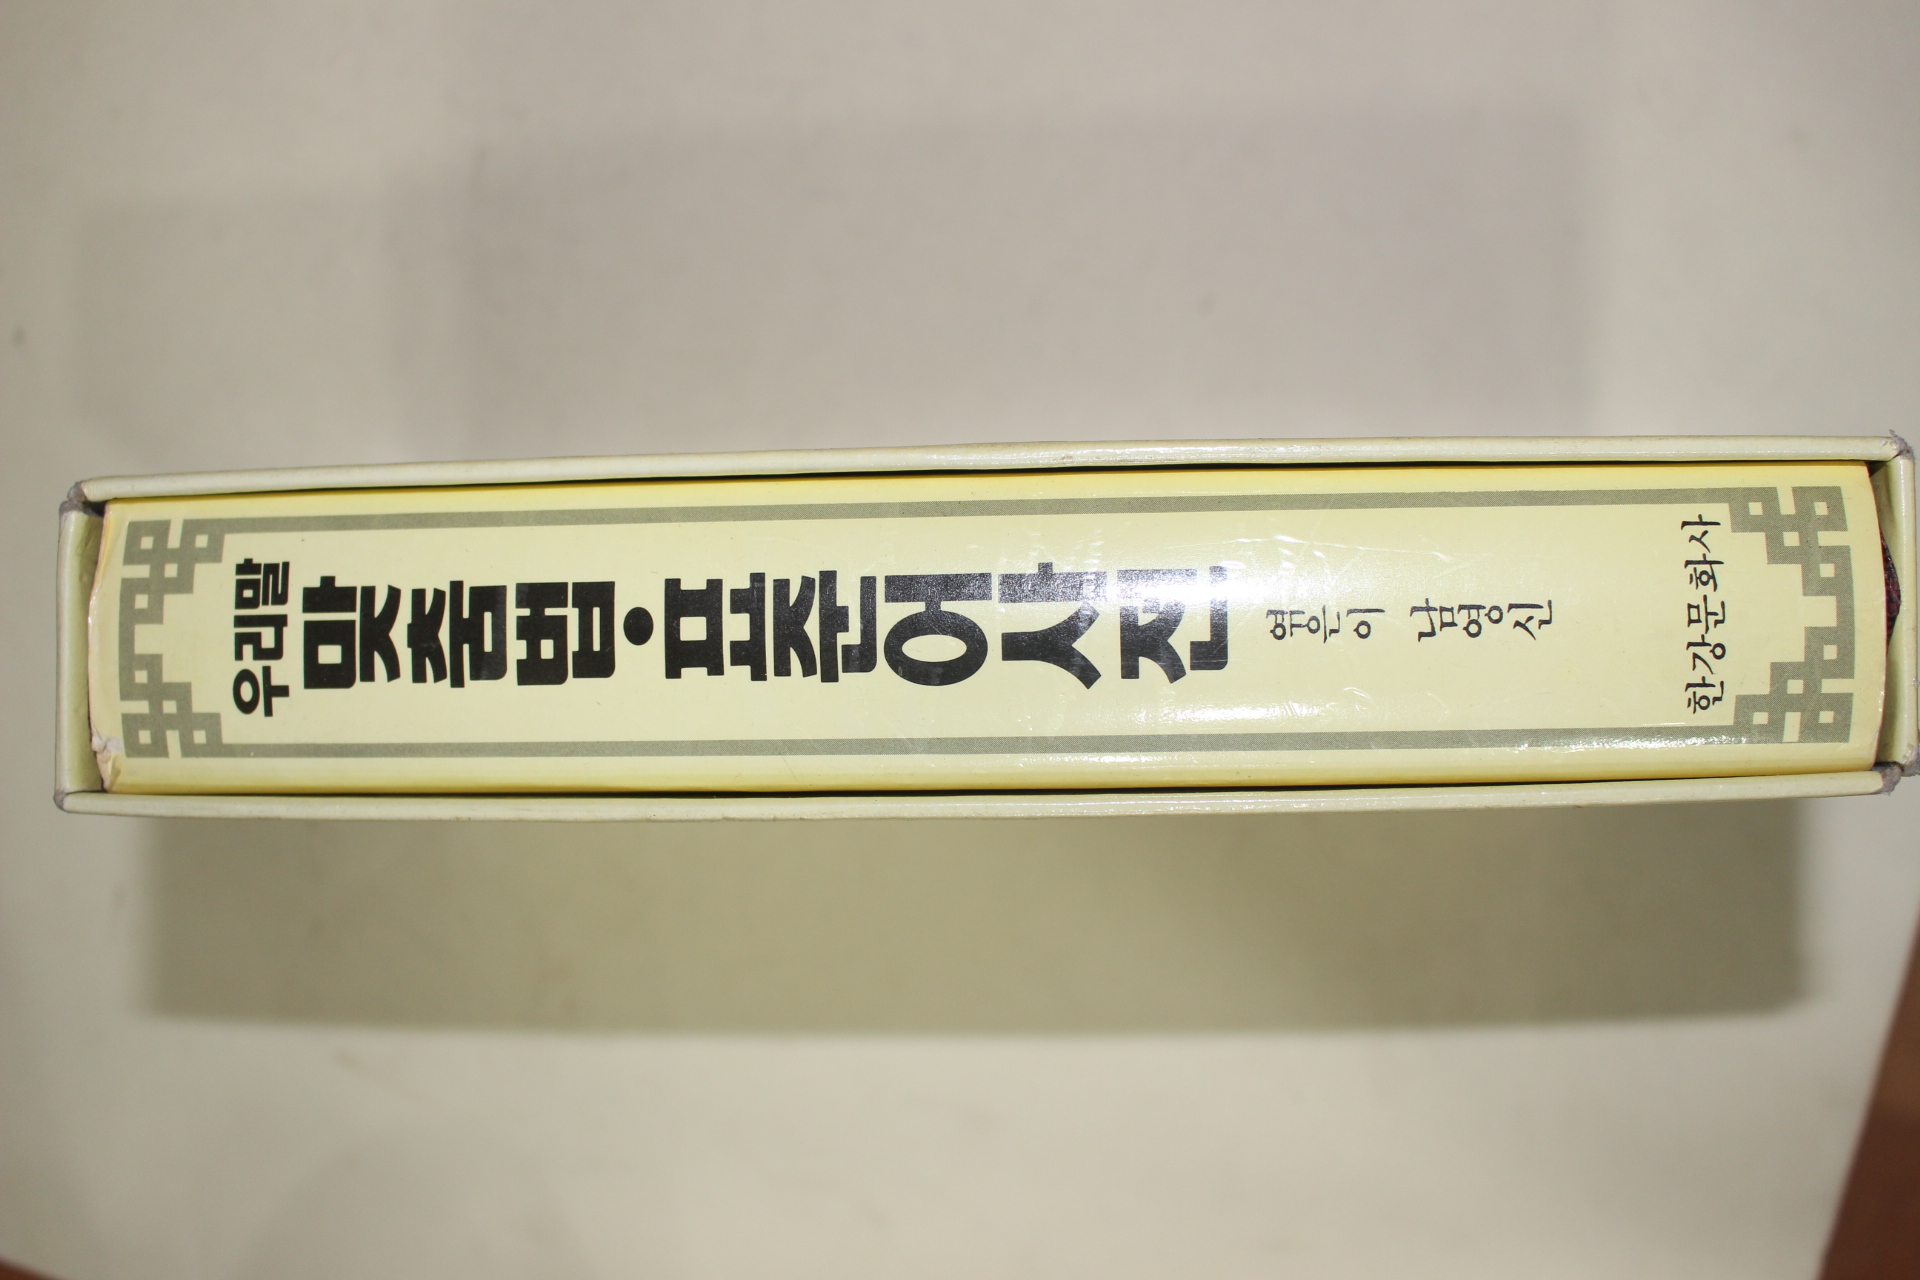 우리말
맞춤법·표준어사전
엮은이 남영신
한강문화사